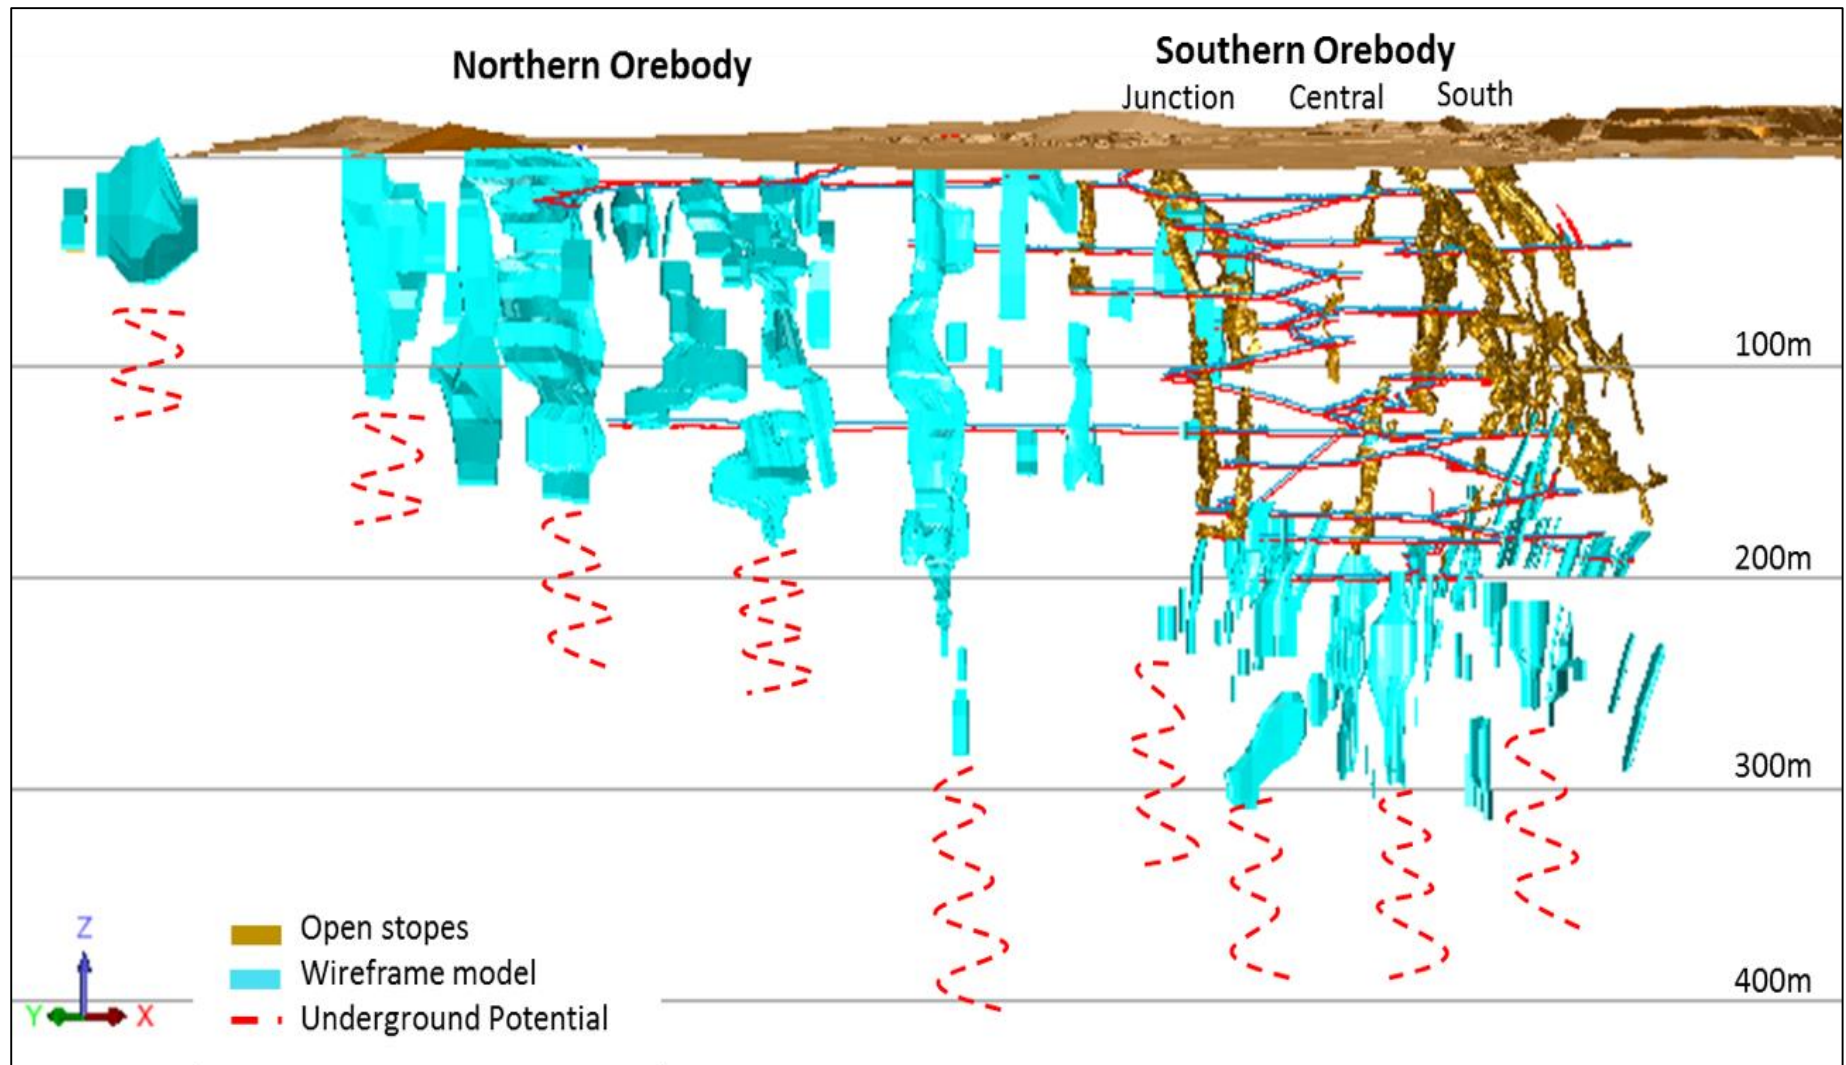 Northern Orebody
Southern Orebody
Junction Central South
100m
200m
300m
400m
Z
Y X
Open stopes
Wireframe model
Underground Potential